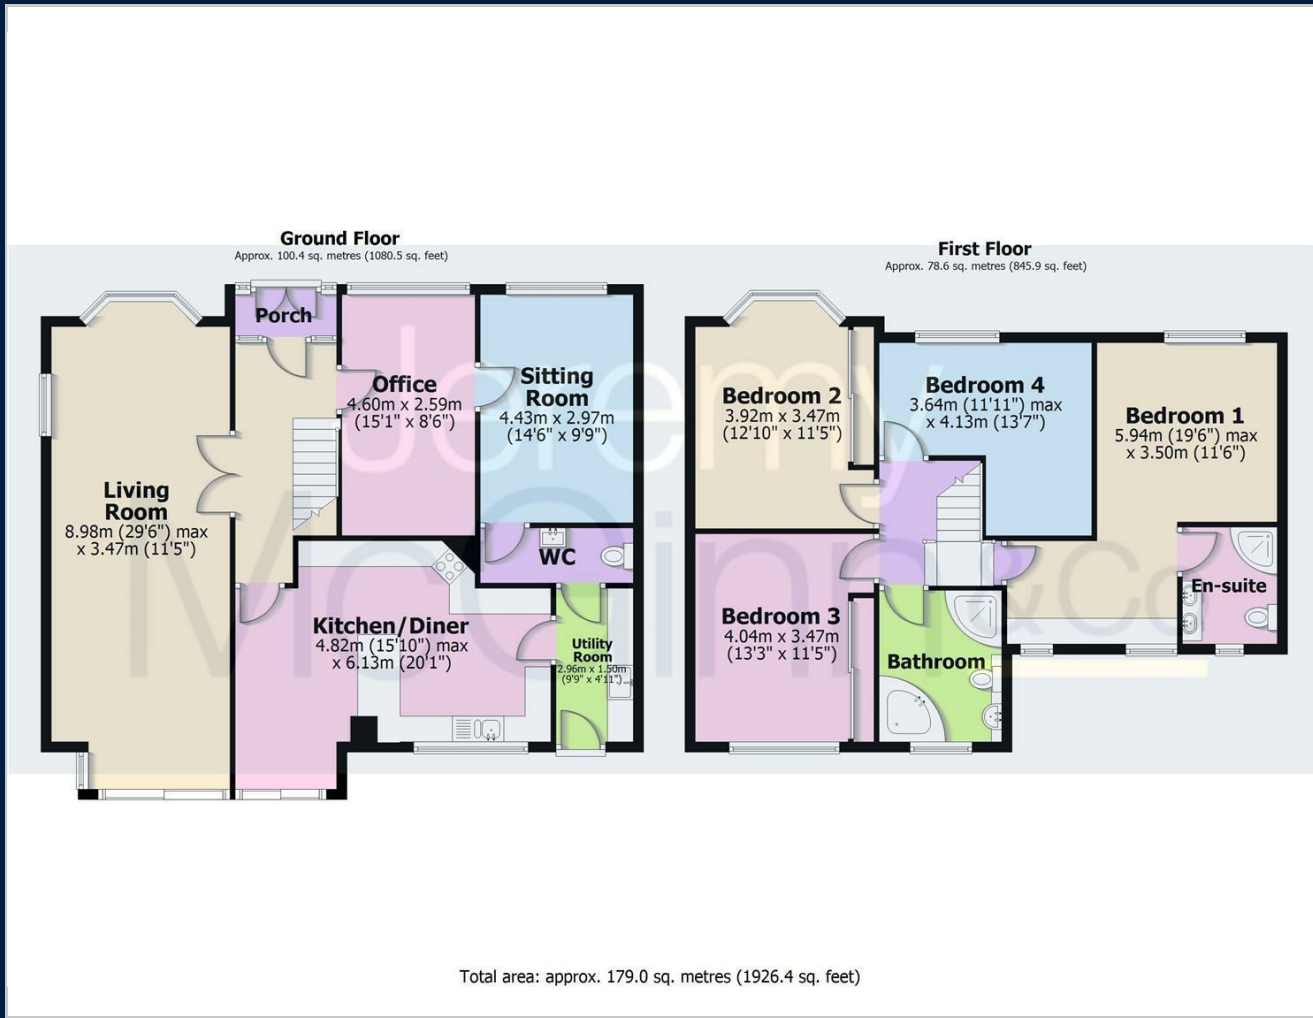 Ground Floor
Approx. 100.4 sq. metres (1080.5 sq. feet)
Porch
Office
4.60m x 2.59m
(15'1" x 8'6")
Sitting
Room
4.43m x 2.97m
(14'6" x 9'9")
Living
Room
8.98m (29'6") max
x 3.47m (11'5")
WC
Kitchen/Diner
4.82m (15'10") max
x 6.13m (20'1")
Utility
Room
2.96m x 1.50m
(9'9" x 4'11")
First Floor
Approx. 78.6 sq. metres (845.9 sq. feet)
Bedroom 2
3.92m x 3.47m
(12'10" x 11'5")
Bedroom 4
3.64m (11'11") max
x 4.13m (13'7")
Bedroom 1
5.94m (19'6") max
x 3.50m (11'6")
En-suite
Bedroom 3
4.04m x 3.47m
(13'3" x 11'5")
Bathroom
Jeremy
McGinn & Co
Total area: approx. 179.0 sq. metres (1926.4 sq. feet)